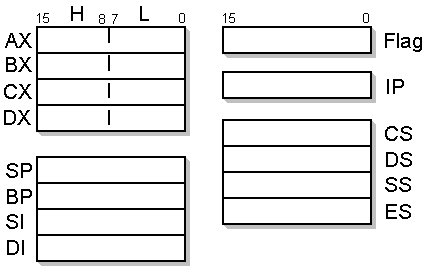 15 H 8 7 L 0
AX
BX
CX
DX
SP
BP
SI
DI
15 0
Flag
IP
CS
DS
SS
ES